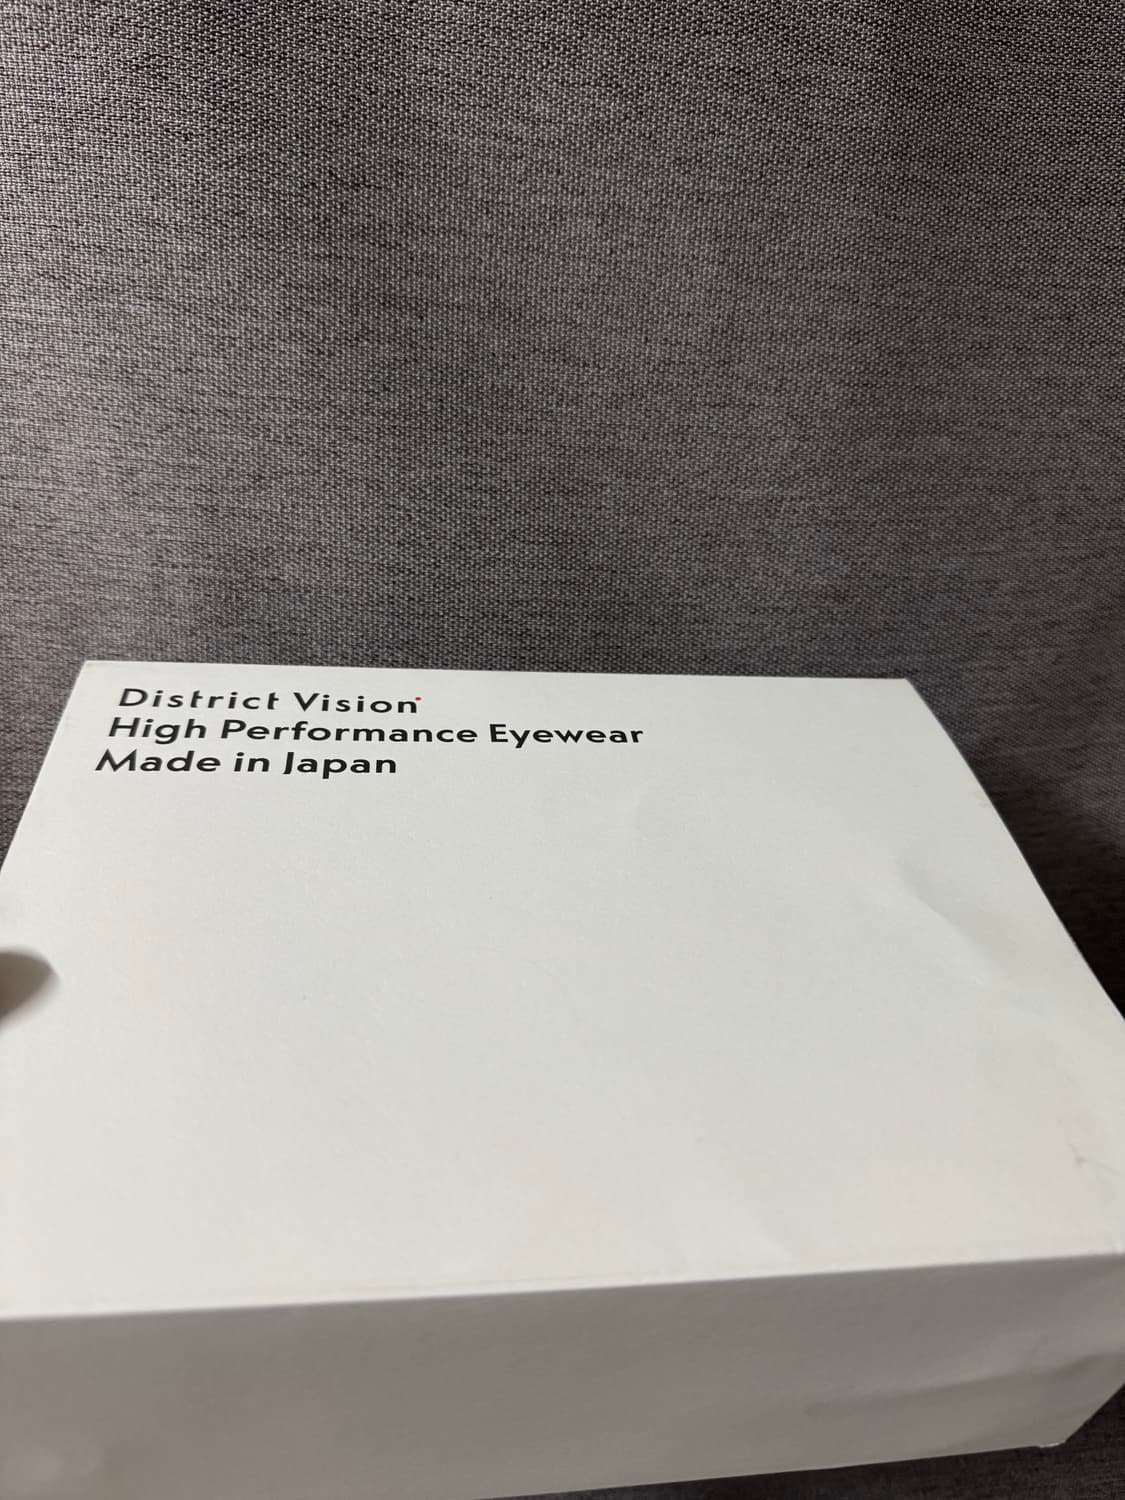 District Vision
High Performance Eyewear
Made in Japan